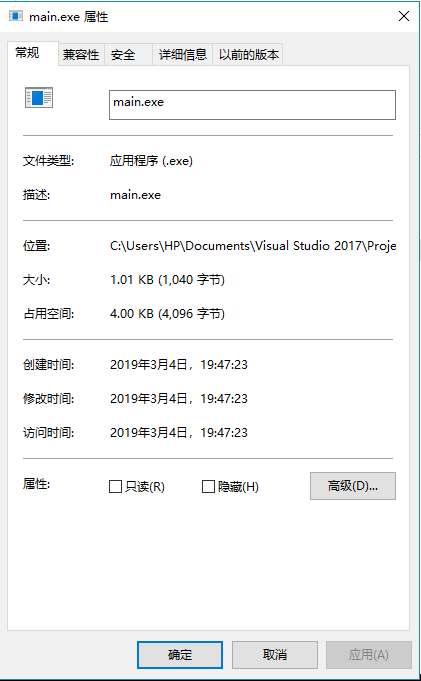 main.exe 属性
常规 兼容性 安全 详细信息 以前的版本
main.exe
文件类型: 应用程序 (.exe)
描述: main.exe
位置: C:\Users\HP\Documents\Visual Studio 2017\Proje
大小: 1.01 KB (1,040 字节)
占用空间: 4.00 KB (4,096 字节)
创建时间: 2019年3月4日，19:47:23
修改时间: 2019年3月4日，19:47:23
访问时间: 2019年3月4日，19:47:23
属性: 只读(R) 隐藏(H) 高级(D)...
确定 取消 应用(A)